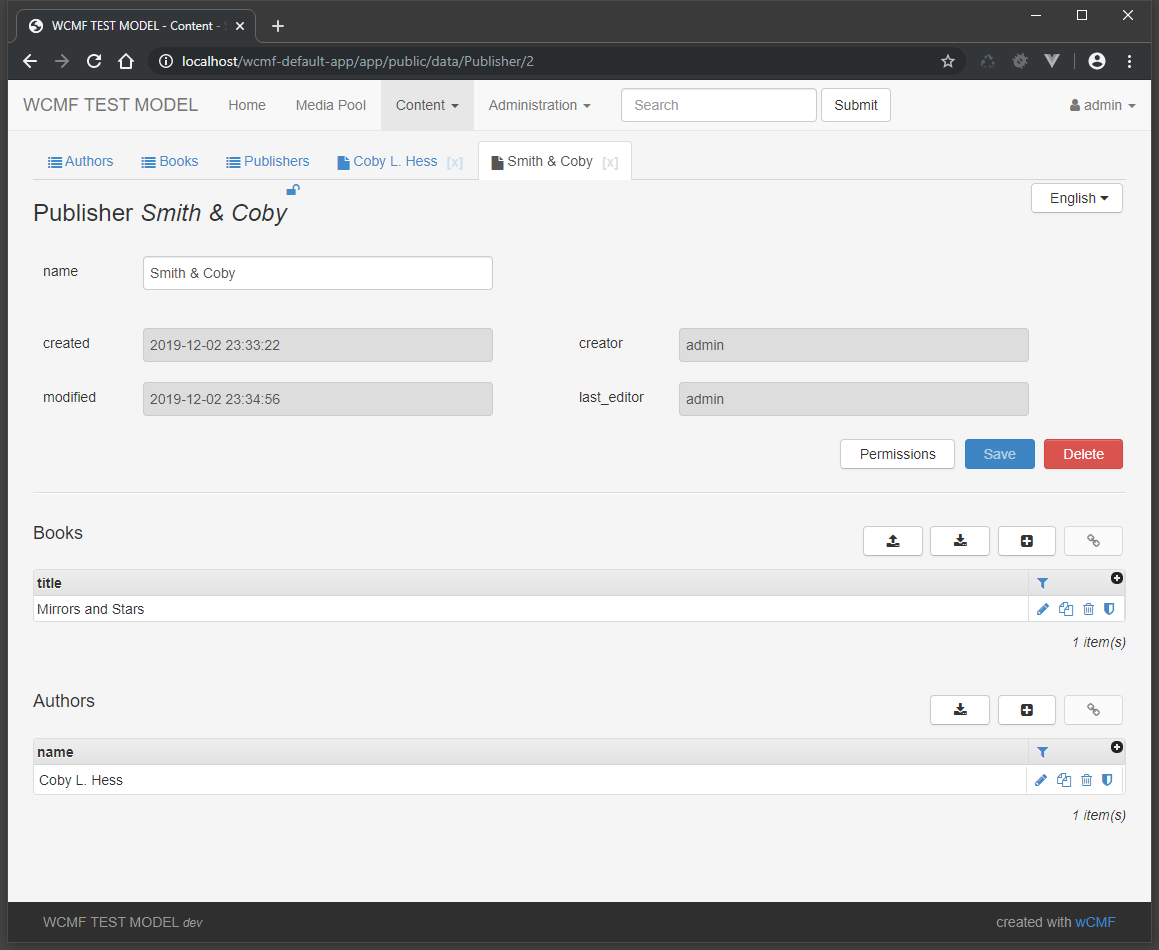 WCMF TEST MODEL - Content -
localhost/wcmf-default-app/app/public/data/Publisher/2
WCMF TEST MODEL Home Media Pool Content Administration Search Submit admin
Authors Books Publishers Coby L. Hess [x] Smith & Coby [x]
Publisher Smith & Coby English
name Smith & Coby
created 2019-12-02 23:33:22 creator admin
modified 2019-12-02 23:34:56 last_editor admin
Permissions Save Delete
Books
title
Mirrors and Stars
1 item(s)
Authors
name
Coby L. Hess
1 item(s)
WCMF TEST MODEL dev created with wCMF